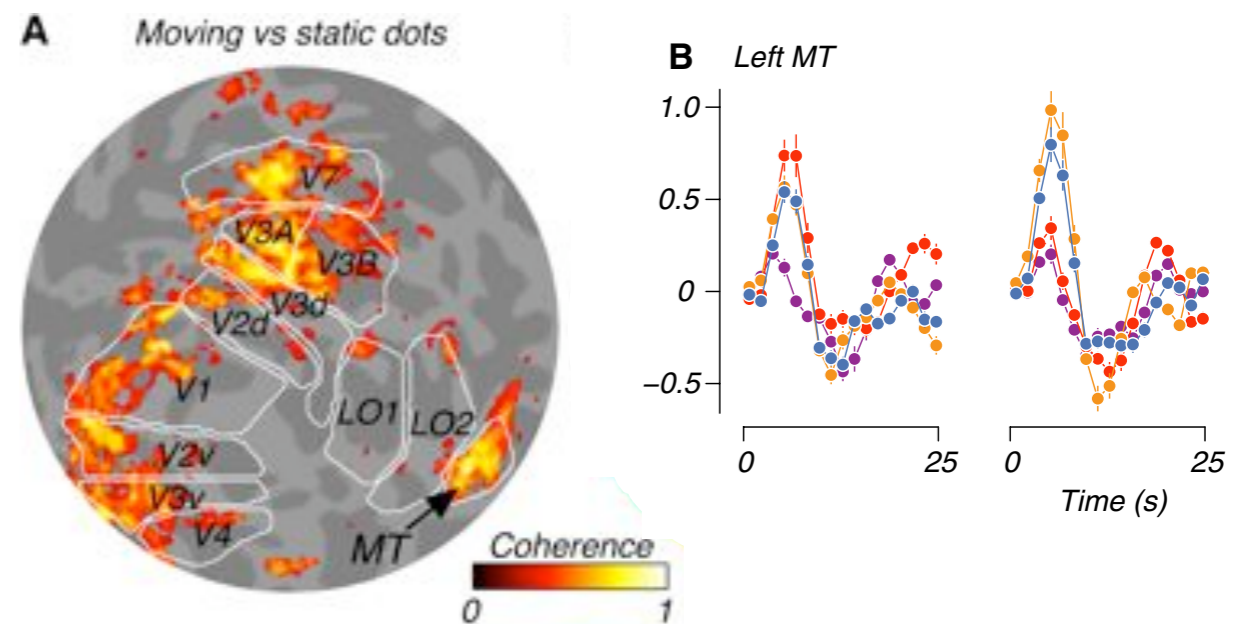 A
Moving vs static dots
V7
V3A
V3B
V3d
V2d
V1
LO1
LO2
V2v
V3v
V4
MT
Coherence
0 1
B
Left MT
1.0
0.5
0
−0.5
0 25
0 25
Time (s)